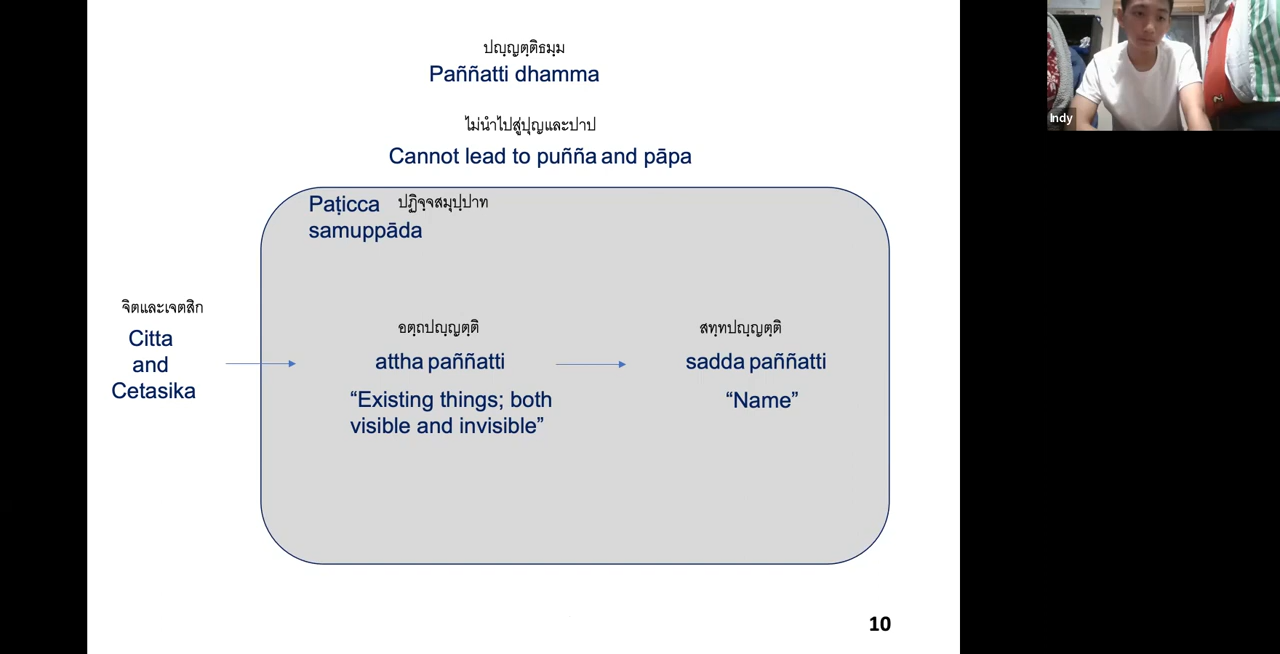 ปญฺญตฺติธมฺม
Paññatti dhamma
ไม่นำไปสู่ปุญและปาป
Cannot lead to puñña and pāpa
Paṭicca ปฏิจฺจสมุปฺปาท
samuppāda
จิตและเจตสิก
Citta
and
Cetasika
อตฺถปญฺญตฺติ
attha paññatti
“Existing things; both
visible and invisible”
สทฺทปญฺญตฺติ
sadda paññatti
“Name”
10
Indy